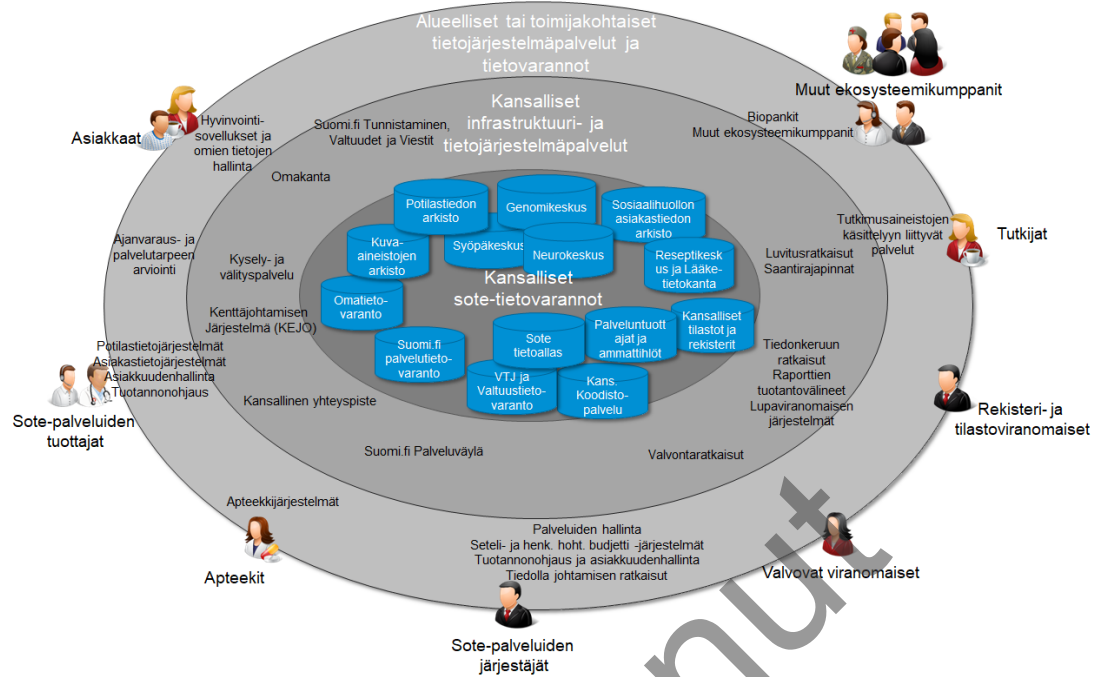 Alueelliset tai toimijakohtaiset
tietojärjestelmäpalvelut ja
tietovarannot
Muut ekosysteemikumppanit
Kansalliset
infrastruktuuri- ja
tietojärjestelmäpalvelut
Biopankit
Muut ekosysteemikumppanit
Asiakkaat
Hyvinvointi-
sovellukset ja
omien tietojen
hallinta
Suomi.fi Tunnistaminen,
Valtuudet ja Viestit
Omakanta
Potilastiedon
arkisto
Genomikeskus
Sosiaalihuollon
asiakastiedon
arkisto
Tutkimusaineistojen
käsittelyyn liittyvät
palvelut
Tutkijat
Ajanvaraus- ja
palvelutarpeen
arviointi
Kysely- ja
välityspalvelu
Kuva-
aineistojen
arkisto
Syöpäkeskus
Neurokeskus
Reseptikesk
us ja Lääke-
tietokanta
Luvitusratkaisut
Saantirajapinnat
Kansalliset
sote-tietovarannot
Omatieto-
varanto
Kenttäjohtamisen
Järjestelmä (KEJO)
Suomi.fi
palvelutieto-
varanto
Sote
tietoallas
Palveluntuott
ajat ja
ammattihlöt
Kansalliset
tilastot ja
rekisterit
Potilastietojärjestelmät
Asiakastietojärjestelmät
Asiakkuudenhallinta
Tuotannonohjaus
Sote-palveluiden
tuottajat
VTJ ja
Valtuustieto-
varanto
Kans.
Koodisto-
palvelu
Tiedonkeruun
ratkaisut
Raporttien
tuotantovälineet
Lupaviranomaisen
järjestelmät
Rekisteri- ja
tilastoviranomaiset
Kansallinen yhteyspiste
Suomi.fi Palveluväylä
Valvontaratkaisut
Apteekkijärjestelmät
Apteekit
Palveluiden hallinta
Seteli- ja henk. hoht. budjetti -järjestelmät
Tuotannonohjaus ja asiakkuudenhallinta
Tiedolla johtamisen ratkaisut
Valvovat viranomaiset
Sote-palveluiden
järjestäjät
nut